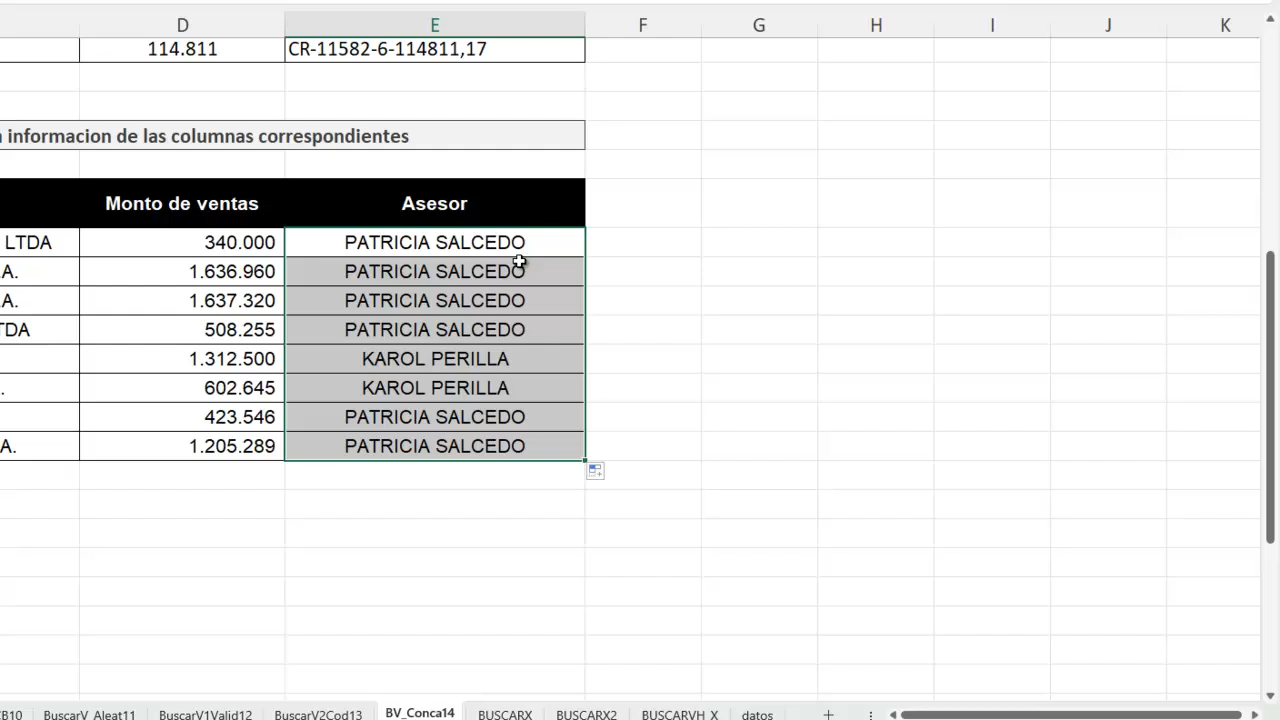 D E F G H I J K
114.811 CR-11582-6-114811,17
informacion de las columnas correspondientes
Monto de ventas Asesor
LTDA 340.000 PATRICIA SALCEDO
.A. 1.636.960 PATRICIA SALCEDO
.A. 1.637.320 PATRICIA SALCEDO
TDA 508.255 PATRICIA SALCEDO
1.312.500 KAROL PERILLA
. 602.645 KAROL PERILLA
423.546 PATRICIA SALCEDO
A. 1.205.289 PATRICIA SALCEDO
CB10 BuscarV_Aleat11 BuscarV1Valid12 BuscarV2Cod13 BV_Conca14 BUSCARX BUSCARX2 BUSCARVH_X datos